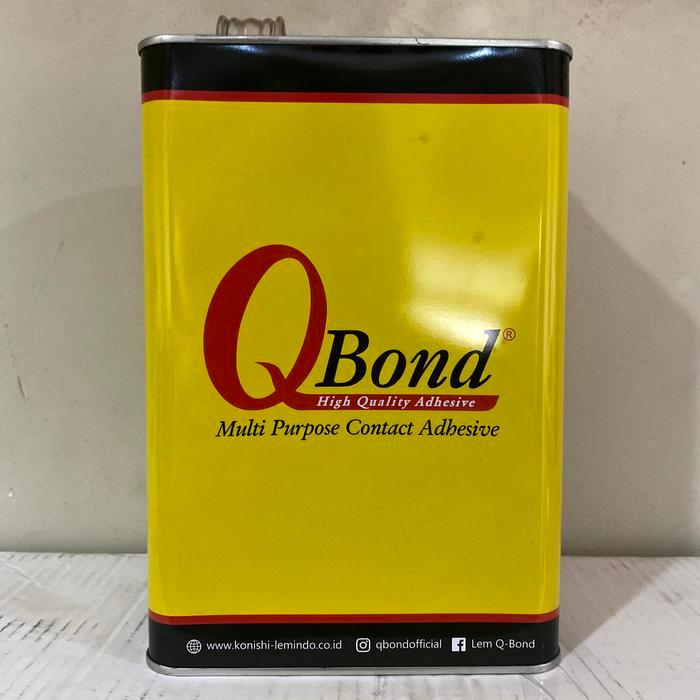 QBond®
High Quality Adhesive
Multi Purpose Contact Adhesive
www.konishi-lemindo.co.id qbondofficial Lem Q-Bond